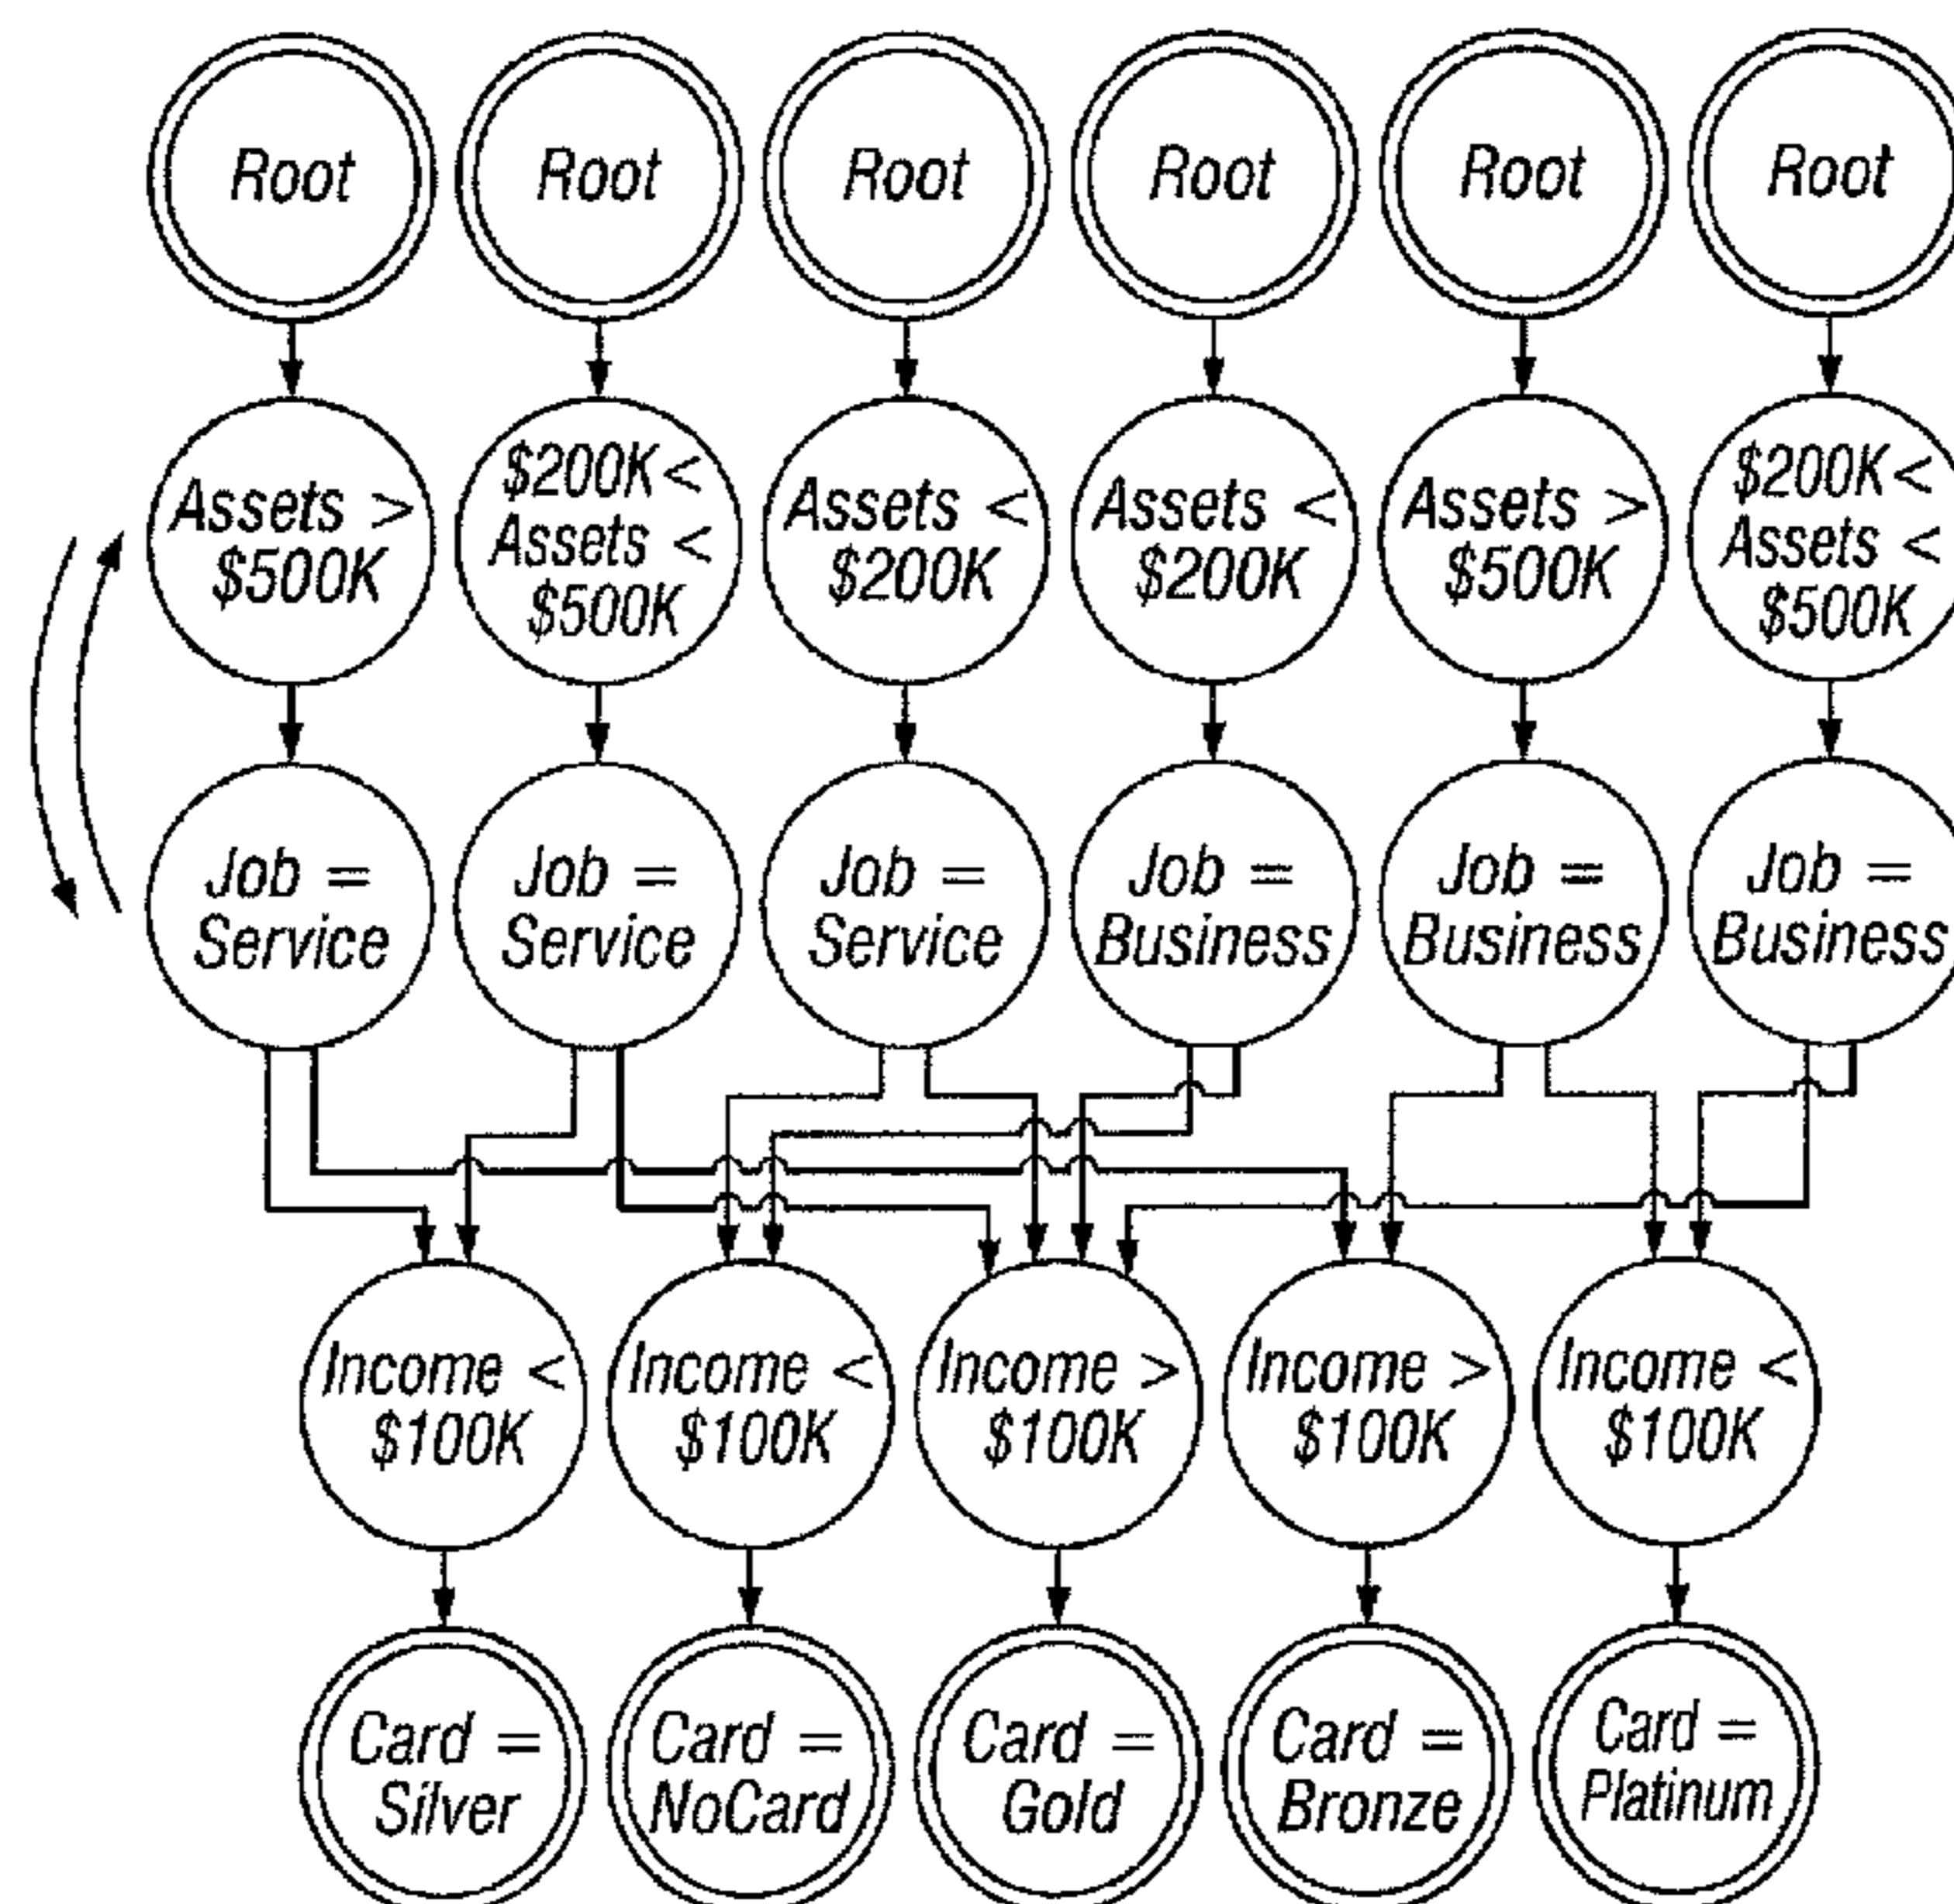 Root
Root
Root
Root
Root
Root
Assets >
$500K
$200K <
Assets <
$500K
Assets <
$200K
Assets <
$200K
Assets >
$500K
$200K <
Assets <
$500K
Job =
Service
Job =
Service
Job =
Service
Job =
Business
Job =
Business
Job =
Business
Income <
$100K
Income <
$100K
Income >
$100K
Income >
$100K
Income <
$100K
Card =
Silver
Card =
NoCard
Card =
Gold
Card =
Bronze
Card =
Platinum